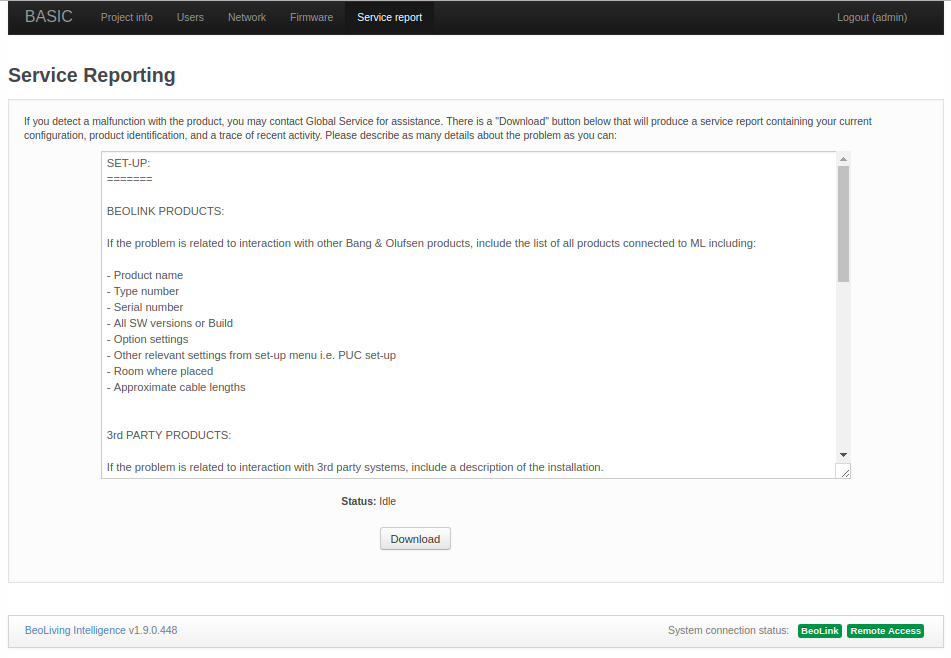 BASIC Project info Users Network Firmware Service report Logout (admin)
Service Reporting
If you detect a malfunction with the product, you may contact Global Service for assistance. There is a "Download" button below that will produce a service report containing your current
configuration, product identification, and a trace of recent activity. Please describe as many details about the problem as you can:
SET-UP:
=======
BEOLINK PRODUCTS:
If the problem is related to interaction with other Bang & Olufsen products, include the list of all products connected to ML including:
- Product name
- Type number
- Serial number
- All SW versions or Build
- Option settings
- Other relevant settings from set-up menu i.e. PUC set-up
- Room where placed
- Approximate cable lengths
3rd PARTY PRODUCTS:
If the problem is related to interaction with 3rd party systems, include a description of the installation.
Status: Idle
Download
BeoLiving Intelligence v1.9.0.448 System connection status: BeoLink Remote Access